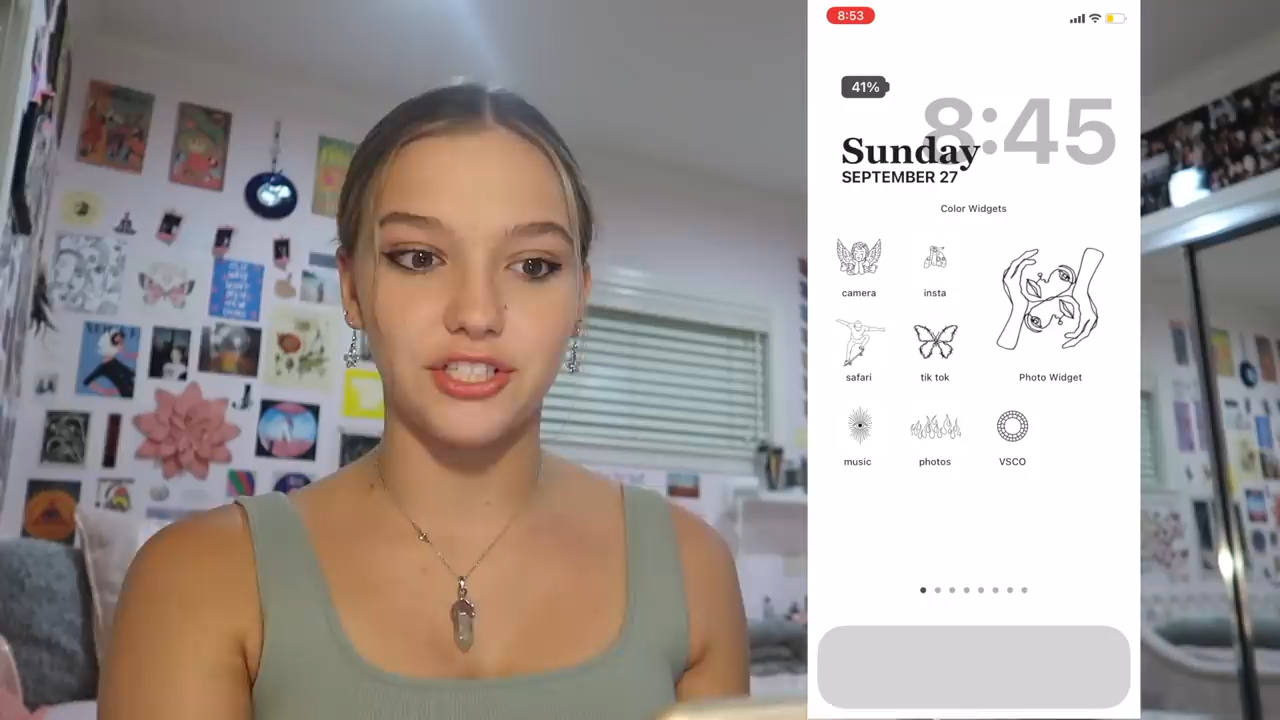 8:53
41%
8:45
Sunday
SEPTEMBER 27
Color Widgets
camera
insta
safari
tik tok
Photo Widget
music
photos
VSCO
VOGUE